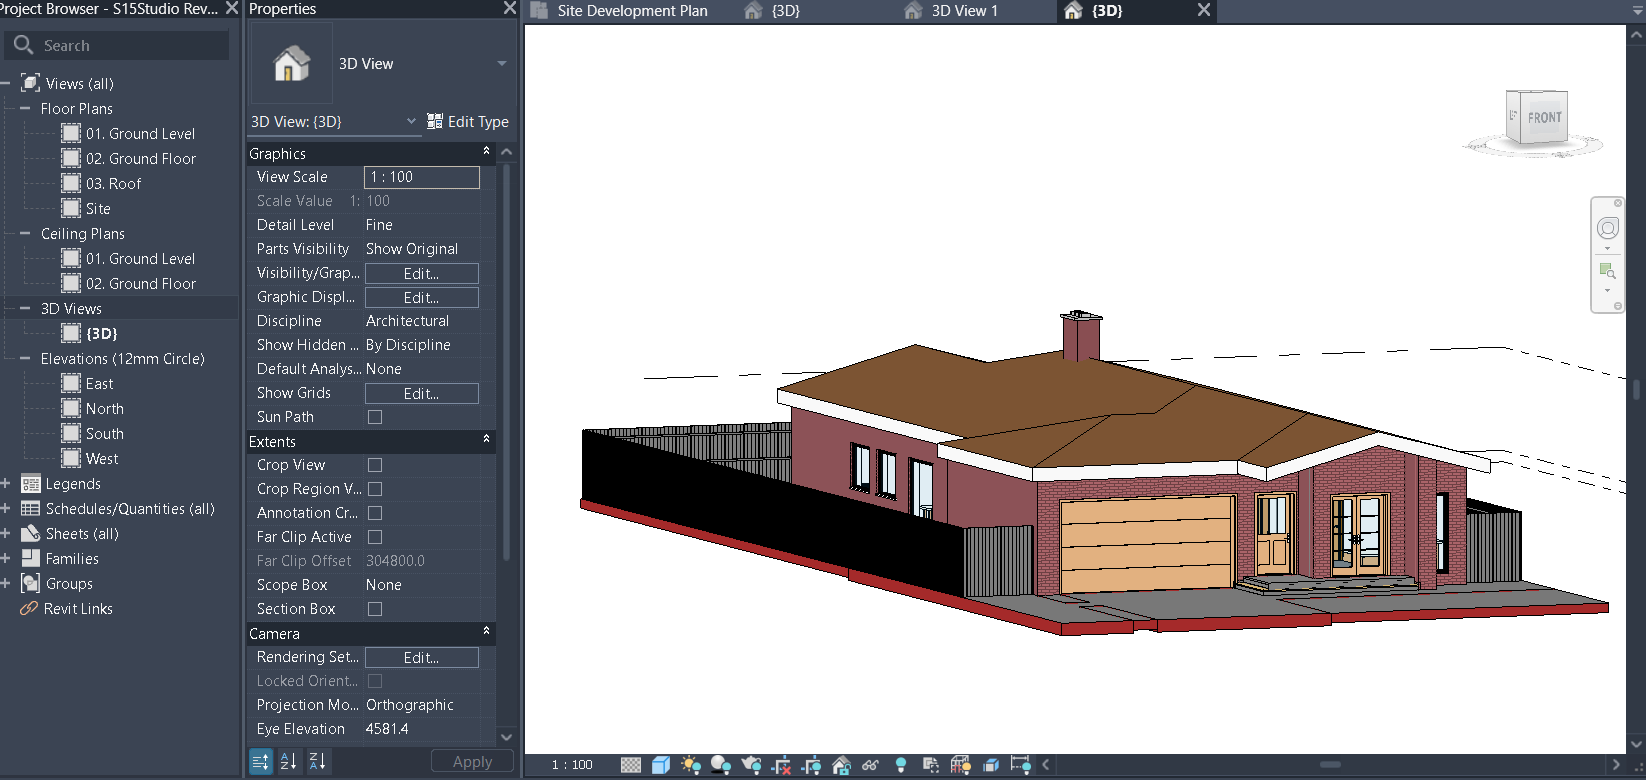 Project Browser - S15Studio Rev...
Search
Views (all)
Floor Plans
01. Ground Level
02. Ground Floor
03. Roof
Site
Ceiling Plans
01. Ground Level
02. Ground Floor
3D Views
{3D}
Elevations (12mm Circle)
East
North
South
West
Legends
Schedules/Quantities (all)
Sheets (all)
Families
Groups
Revit Links
Properties
3D View
3D View: {3D}
Edit Type
Graphics
View Scale 1 : 100
Scale Value 1: 100
Detail Level Fine
Parts Visibility Show Original
Visibility/Grap... Edit...
Graphic Displ... Edit...
Discipline Architectural
Show Hidden ... By Discipline
Default Analys... None
Show Grids Edit...
Sun Path
Extents
Crop View
Crop Region V...
Annotation Cr...
Far Clip Active
Far Clip Offset 304800.0
Scope Box None
Section Box
Camera
Rendering Set... Edit...
Locked Orient...
Projection Mo... Orthographic
Eye Elevation 4581.4
Apply
Site Development Plan {3D} 3D View 1 {3D}
FRONT
1 : 100